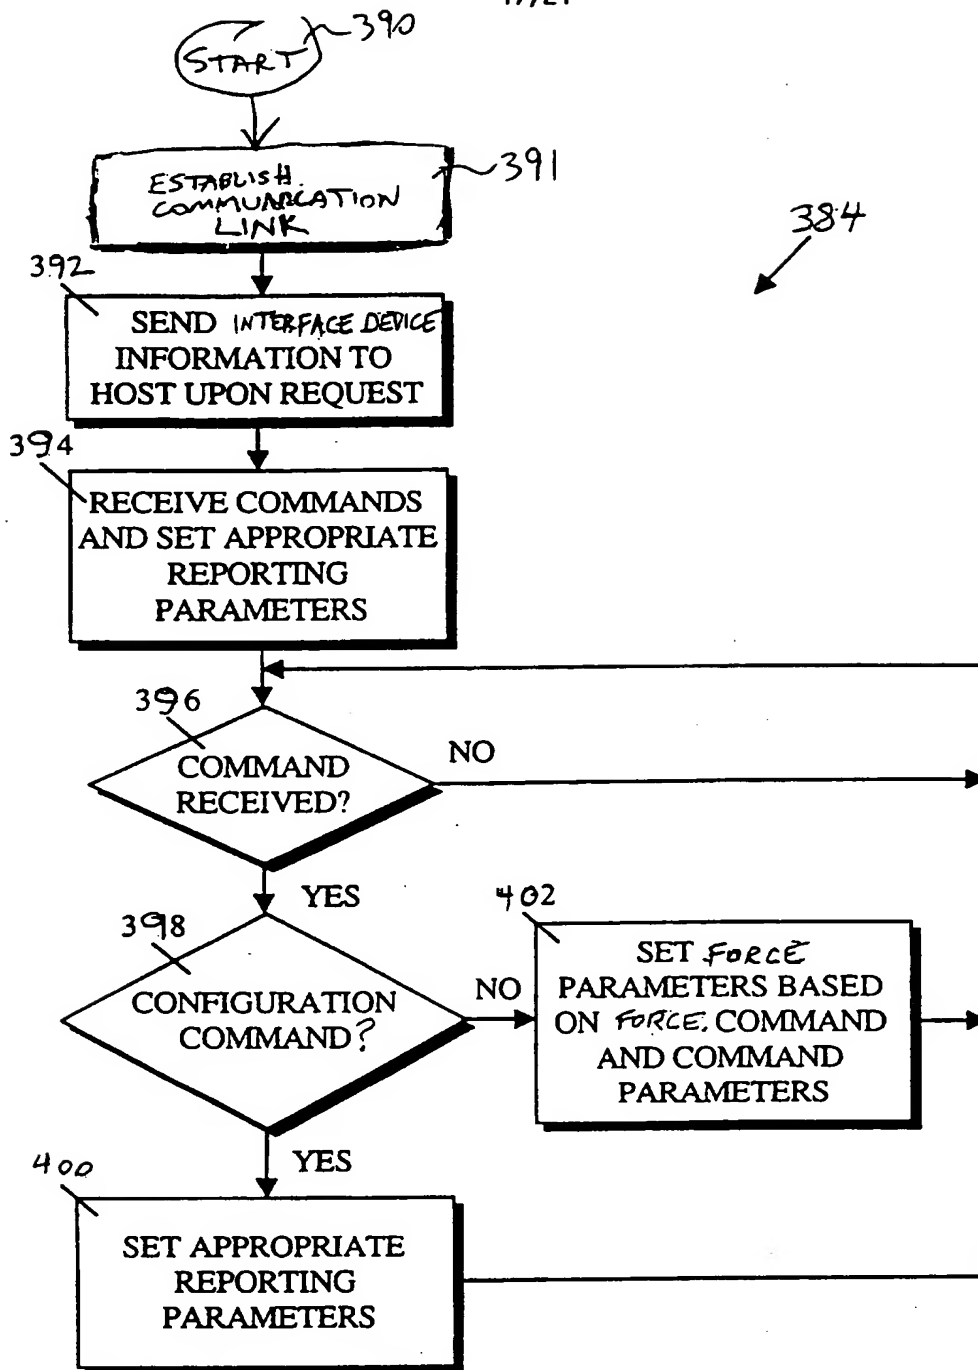 START
390
ESTABLISH
COMMUNICATION
LINK
391
384
392
SEND INTERFACE DEVICE
INFORMATION TO
HOST UPON REQUEST
394
RECEIVE COMMANDS
AND SET APPROPRIATE
REPORTING
PARAMETERS
396
COMMAND
RECEIVED?
NO
YES
398
CONFIGURATION
COMMAND?
NO
402
SET FORCE
PARAMETERS BASED
ON FORCE COMMAND
AND COMMAND
PARAMETERS
YES
400
SET APPROPRIATE
REPORTING
PARAMETERS